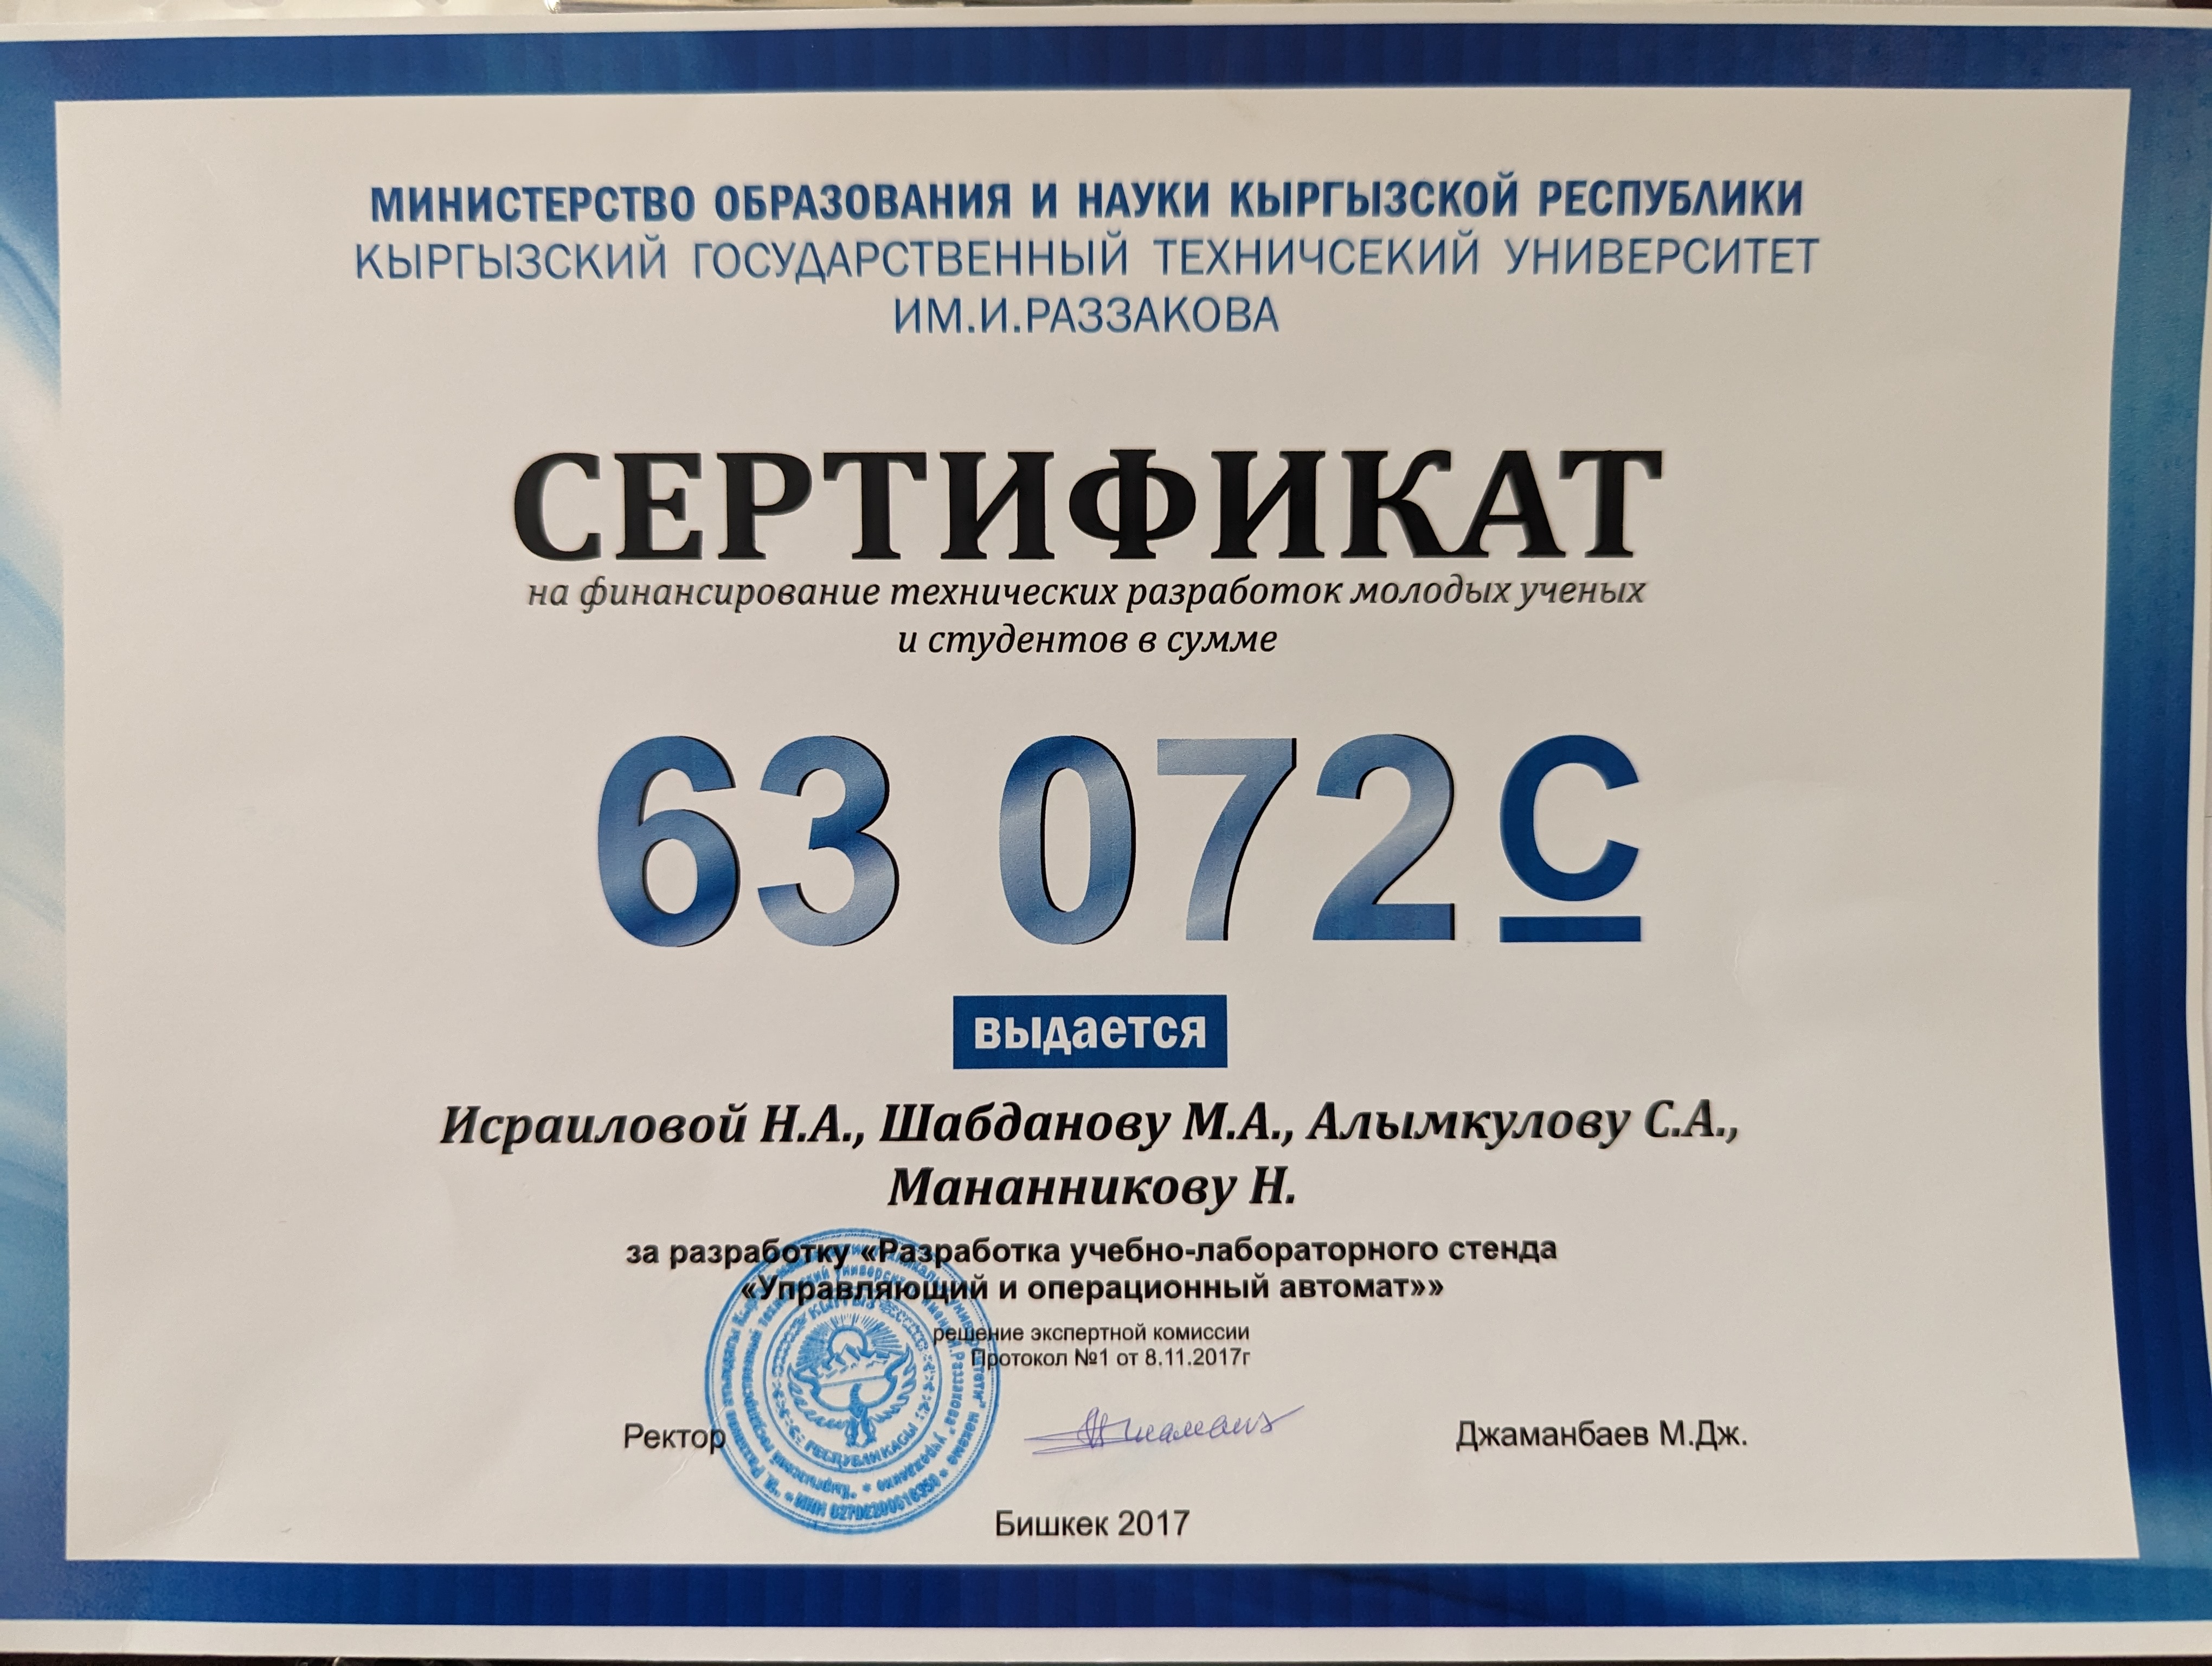 МИНИСТЕРСТВО ОБРАЗОВАНИЯ И НАУКИ КЫРГЫЗСКОЙ РЕСПУБЛИКИ
КЫРГЫЗСКИЙ ГОСУДАРСТВЕННЫЙ ТЕХНИЧСЕКИЙ УНИВЕРСИТЕТ
ИМ.И.РАЗЗАКОВА
СЕРТИФИКАТ
на финансирование технических разработок молодых ученых
и студентов в сумме
63 072 С
выдается
Исраиловой Н.А., Шабданову М.А., Алымкулову С.А.,
Мананникову Н.
за разработку «Разработка учебно-лабораторного стенда
«Управляющий и операционный автомат»»
решение экспертной комиссии
Протокол №1 от 8.11.2017г
Ректор
Джаманбаев М.Дж.
КЫРГЫЗ
РЕСПУБЛИКАСЫ
Бишкек 2017